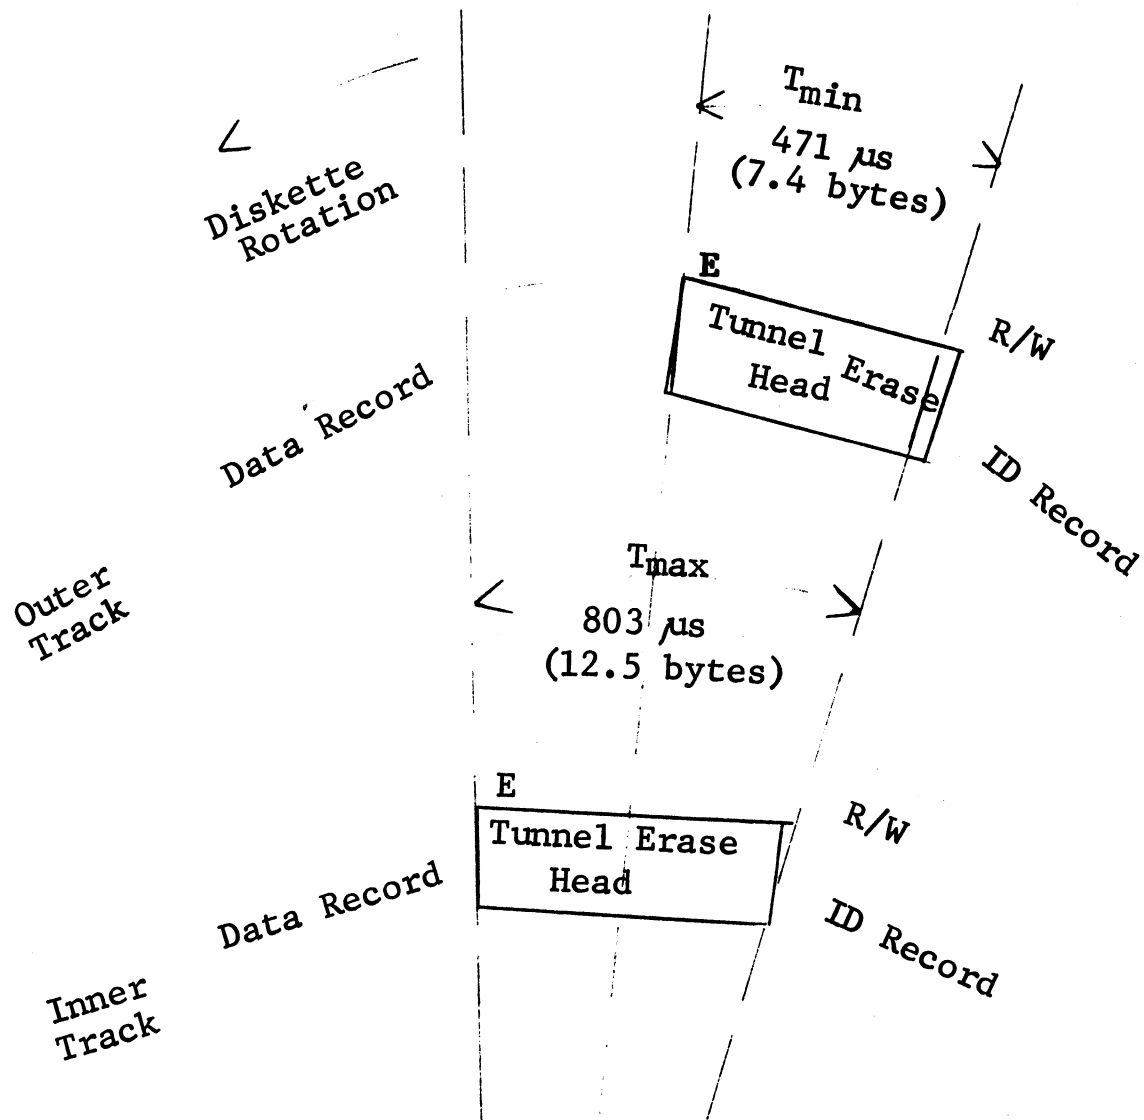 Tmin
471 µs
(7.4 bytes)
Diskette
Rotation
E
Tunnel Erase
Head
R/W
Data Record
ID Record
Tmax
803 µs
(12.5 bytes)
Outer
Track
E
Tunnel Erase
Head
R/W
Data Record
ID Record
Inner
Track